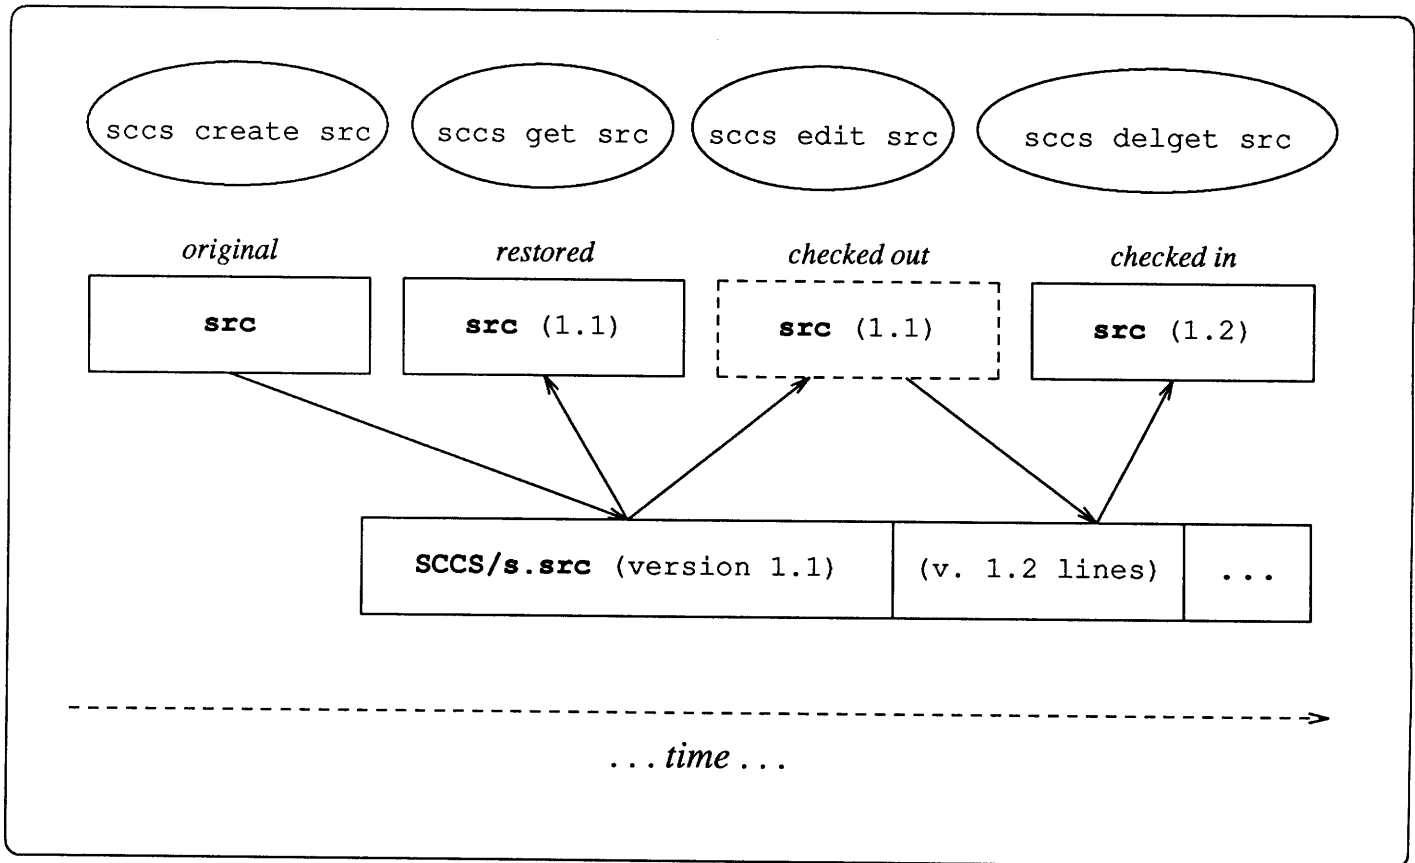 sccs create src
sccs get src
sccs edit src
sccs delget src
original
restored
checked out
checked in
src
src (1.1)
src (1.1)
src (1.2)
SCCS/s.src (version 1.1)
(v. 1.2 lines)
...
... time ...